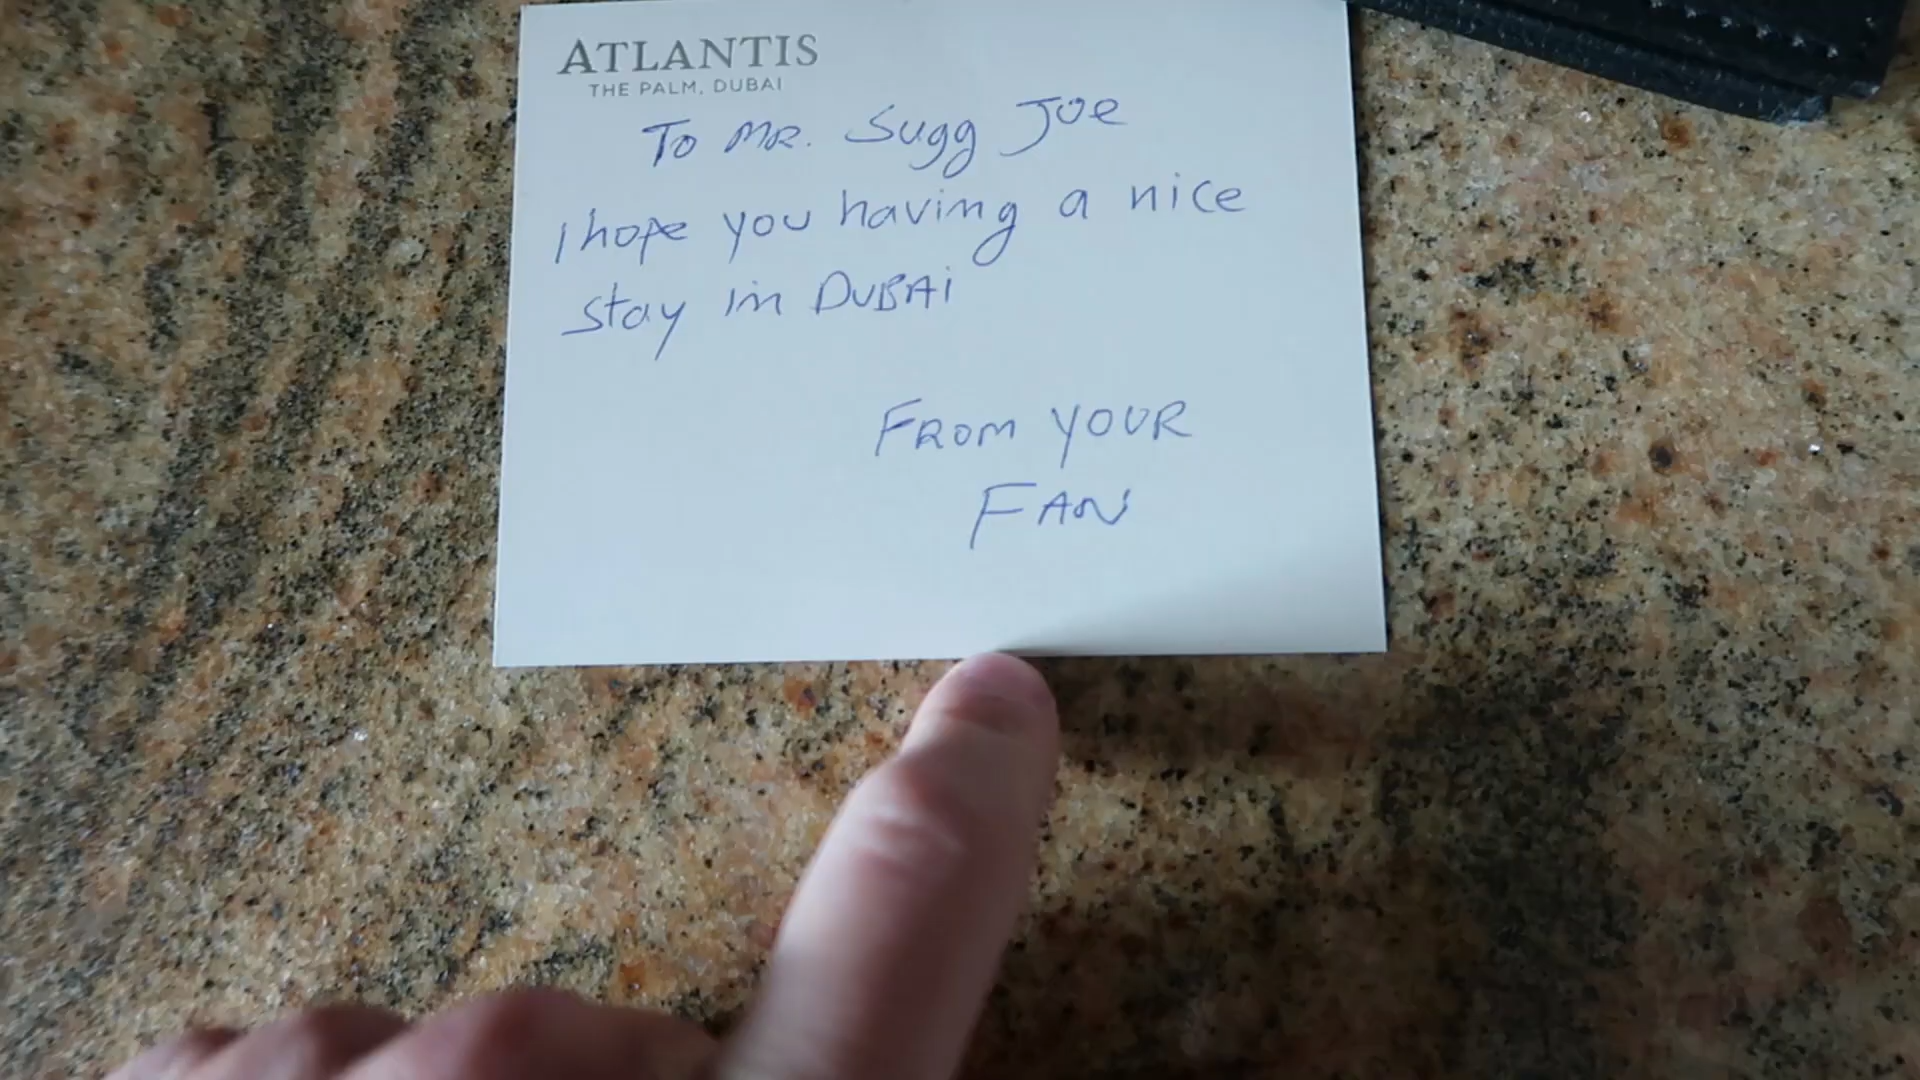 ATLANTIS
THE PALM, DUBAI
To MR. Sugg Joe
I hope you having a nice
stay in DUBAi
FROM YOUR
FAN